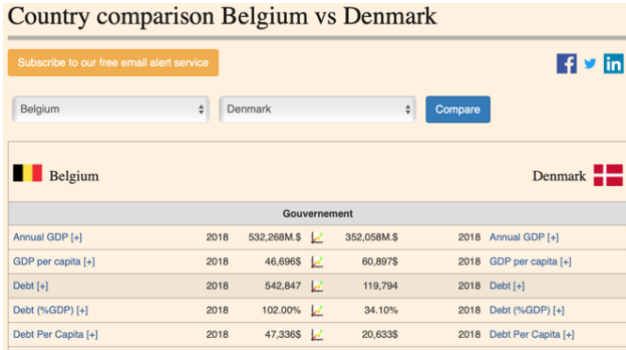 Country comparison Belgium vs Denmark
Subscribe to our free email alert service
f in
Belgium Denmark Compare
Belgium Denmark
Gouvernement
Annual GDP [+] 2018 532,268M.$ 352,058M.$ 2018 Annual GDP [+]
GDP per capita [+] 2018 46,696$ 60,897$ 2018 GDP per capita [+]
Debt [+] 2018 542,847 119,794 2018 Debt [+]
Debt (%GDP) [+] 2018 102.00% 34.10% 2018 Debt (%GDP) [+]
Debt Per Capita [+] 2018 47,336$ 20,633$ 2018 Debt Per Capita [+]